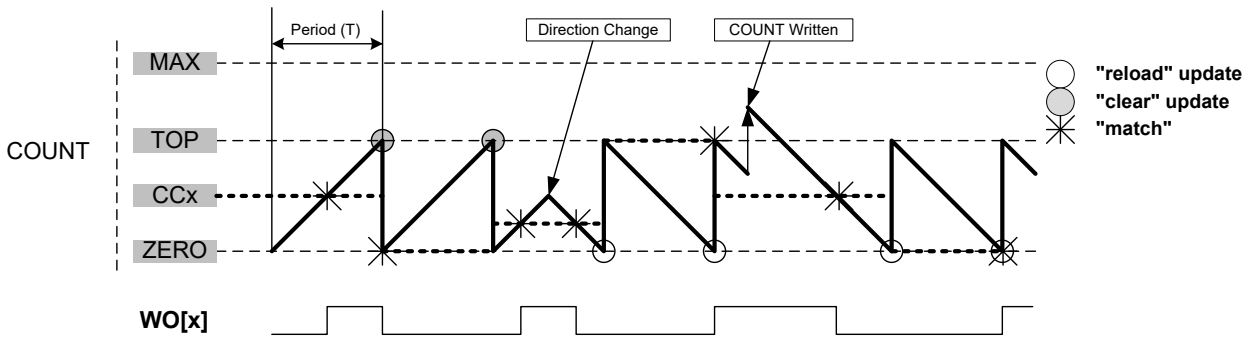 Period (T)
Direction Change
COUNT Written
MAX
"reload" update
"clear" update
TOP
"match"
COUNT
CCx
ZERO
WO[x]